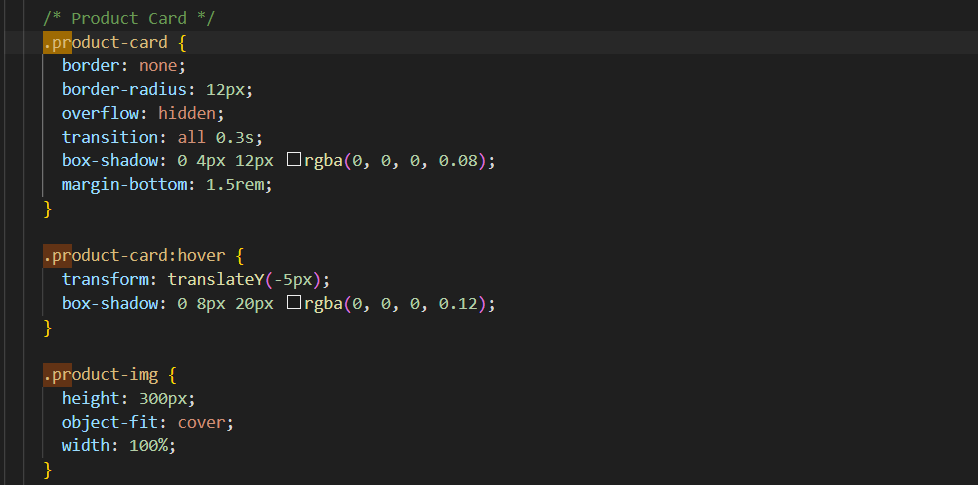 /* Product Card */
.product-card {
border: none;
border-radius: 12px;
overflow: hidden;
transition: all 0.3s;
box-shadow: 0 4px 12px rgba(0, 0, 0, 0.08);
margin-bottom: 1.5rem;
}
.product-card:hover {
transform: translateY(-5px);
box-shadow: 0 8px 20px rgba(0, 0, 0, 0.12);
}
.product-img {
height: 300px;
object-fit: cover;
width: 100%;
}